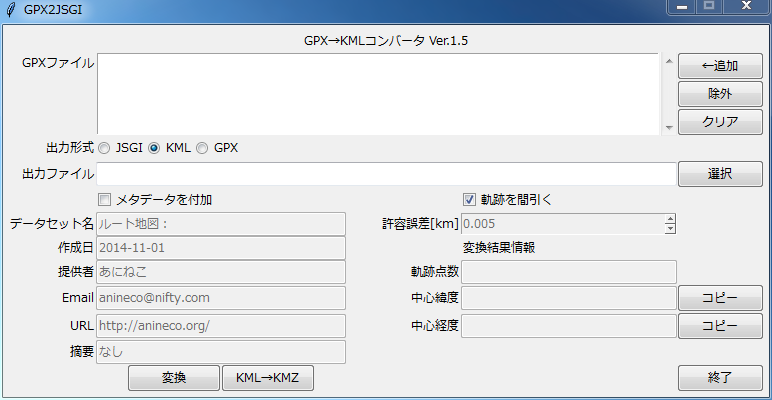 GPX2JSGI
GPX→KMLコンバータ Ver.1.5
GPXファイル
←追加
除外
クリア
出力形式 JSGI KML GPX
出力ファイル 選択
メタデータを付加 軌跡を間引く
データセット名 ルート地図： 許容誤差[km] 0.005
作成日 2014-11-01 変換結果情報
提供者 あにねこ 軌跡点数
Email anineco@nifty.com 中心緯度 コピー
URL http://anineco.org/ 中心経度 コピー
摘要 なし
変換 KML→KMZ 終了